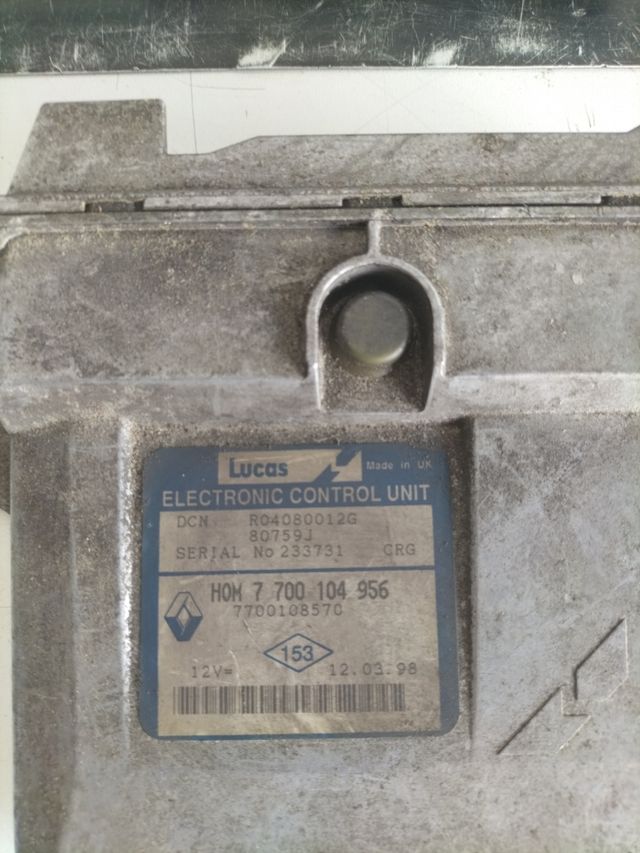 Lucas Made in UK
ELECTRONIC CONTROL UNIT
DCN R04080012G
80759J
SERIAL No 233731 CRG
HOM 7 700 104 956
7700108570
153
12V= 12.03.98